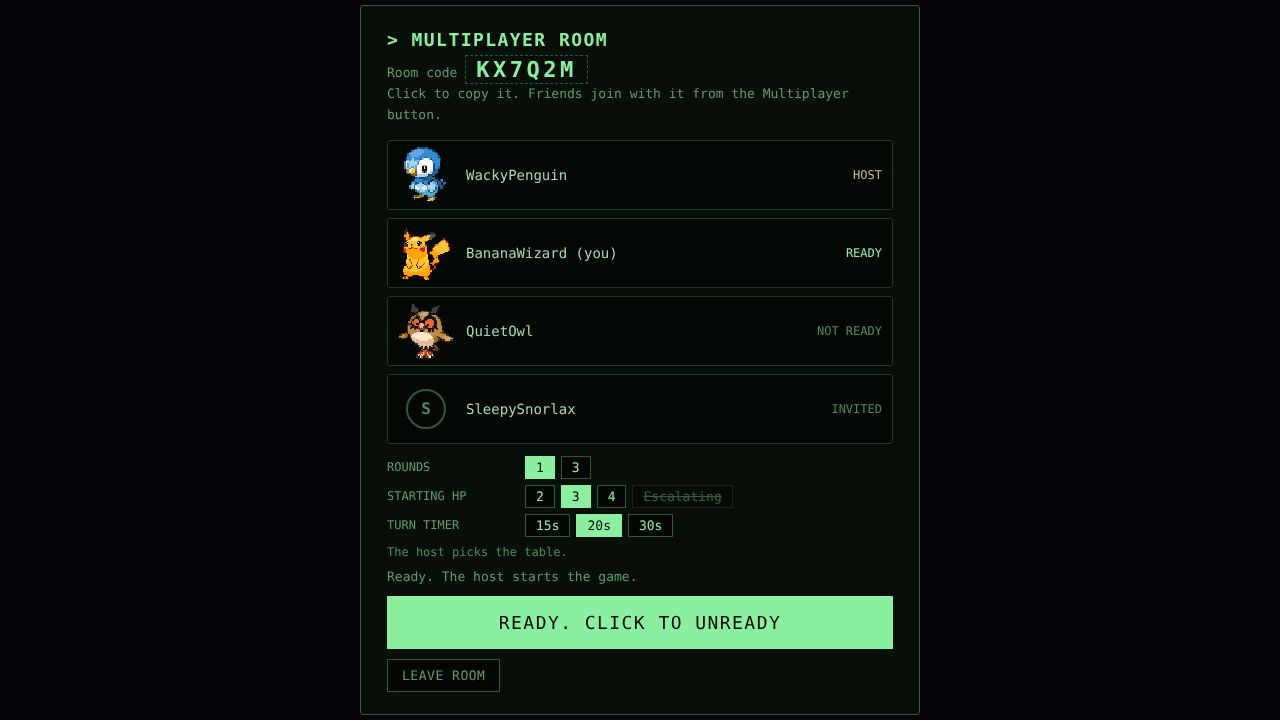 > MULTIPLAYER ROOM
Room code KX7Q2M
Click to copy it. Friends join with it from the Multiplayer
button.
WackyPenguin HOST
BananaWizard (you) READY
QuietOwl NOT READY
S SleepySnorlax INVITED
ROUNDS 1 3
STARTING HP 2 3 4 Escalating
TURN TIMER 15s 20s 30s
The host picks the table.
Ready. The host starts the game.
READY. CLICK TO UNREADY
LEAVE ROOM